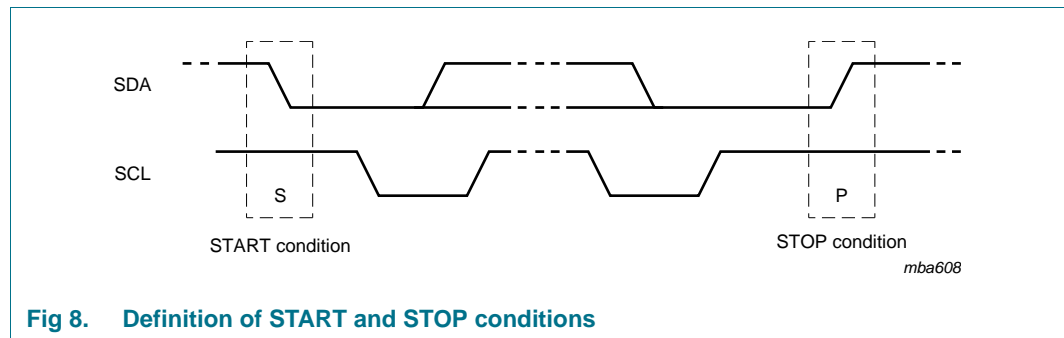 SDA
SCL
S
P
START condition
STOP condition
mba608
Fig 8. Definition of START and STOP conditions